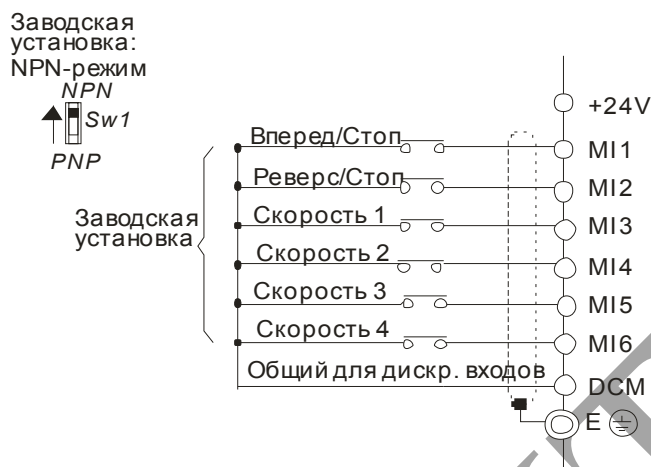 Заводская
установка:
NPN-режим
NPN
Sw1
PNP
+24V
Вперед/Стоп
MI1
Реверс/Стоп
MI2
Заводская
установка
Скорость 1
MI3
Скорость 2
MI4
Скорость 3
MI5
Скорость 4
MI6
Общий для дискр. входов
DCM
E